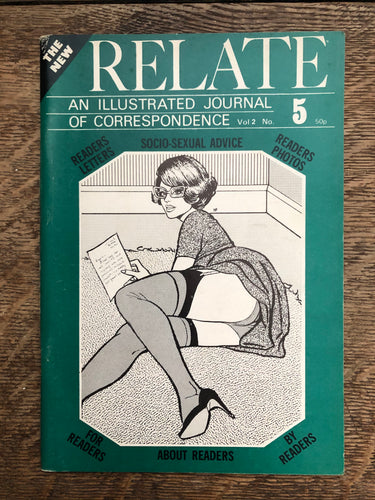 THE NEW
RELATE
AN ILLUSTRATED JOURNAL
OF CORRESPONDENCE Vol 2 No. 5 50p
READERS LETTERS
SOCIO-SEXUAL ADVICE
READERS PHOTOS
FOR READERS
ABOUT READERS
BY READERS